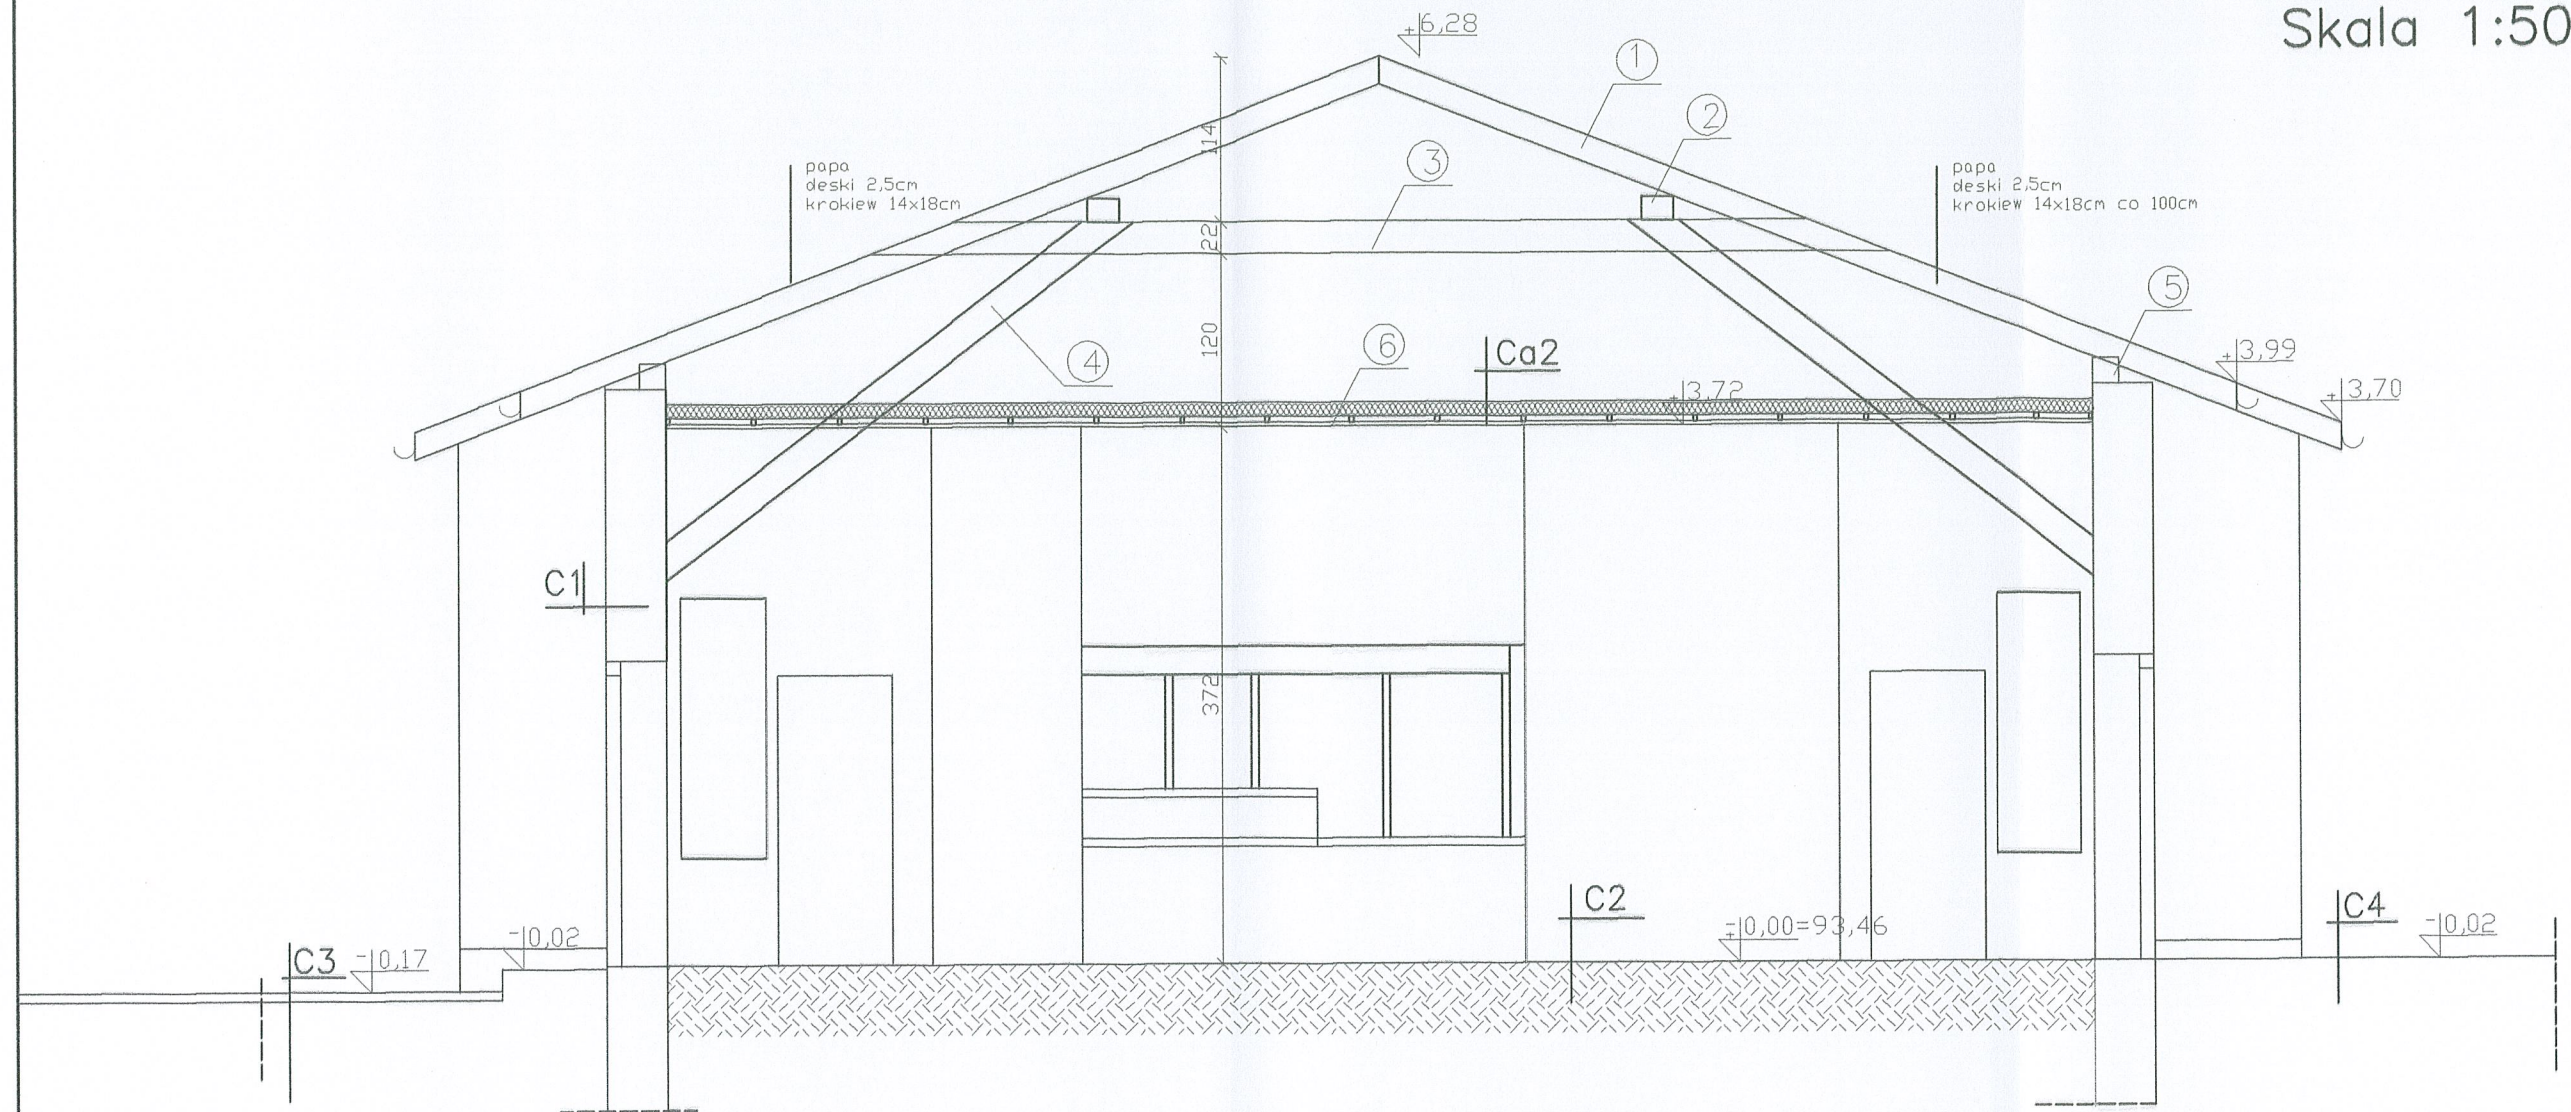 Skala 1:50
+6,28
1
2
3
114
papa
deski 2,5cm
krokiew 14x18cm
papa
deski 2,5cm
krokiew 14x18cm co 100cm
22
5
120
4
6
Ca2
+3,99
+3,72
+3,70
C1
372
C2
C4
±0,00=93,46
-0,02
-0,02
C3
-0,17